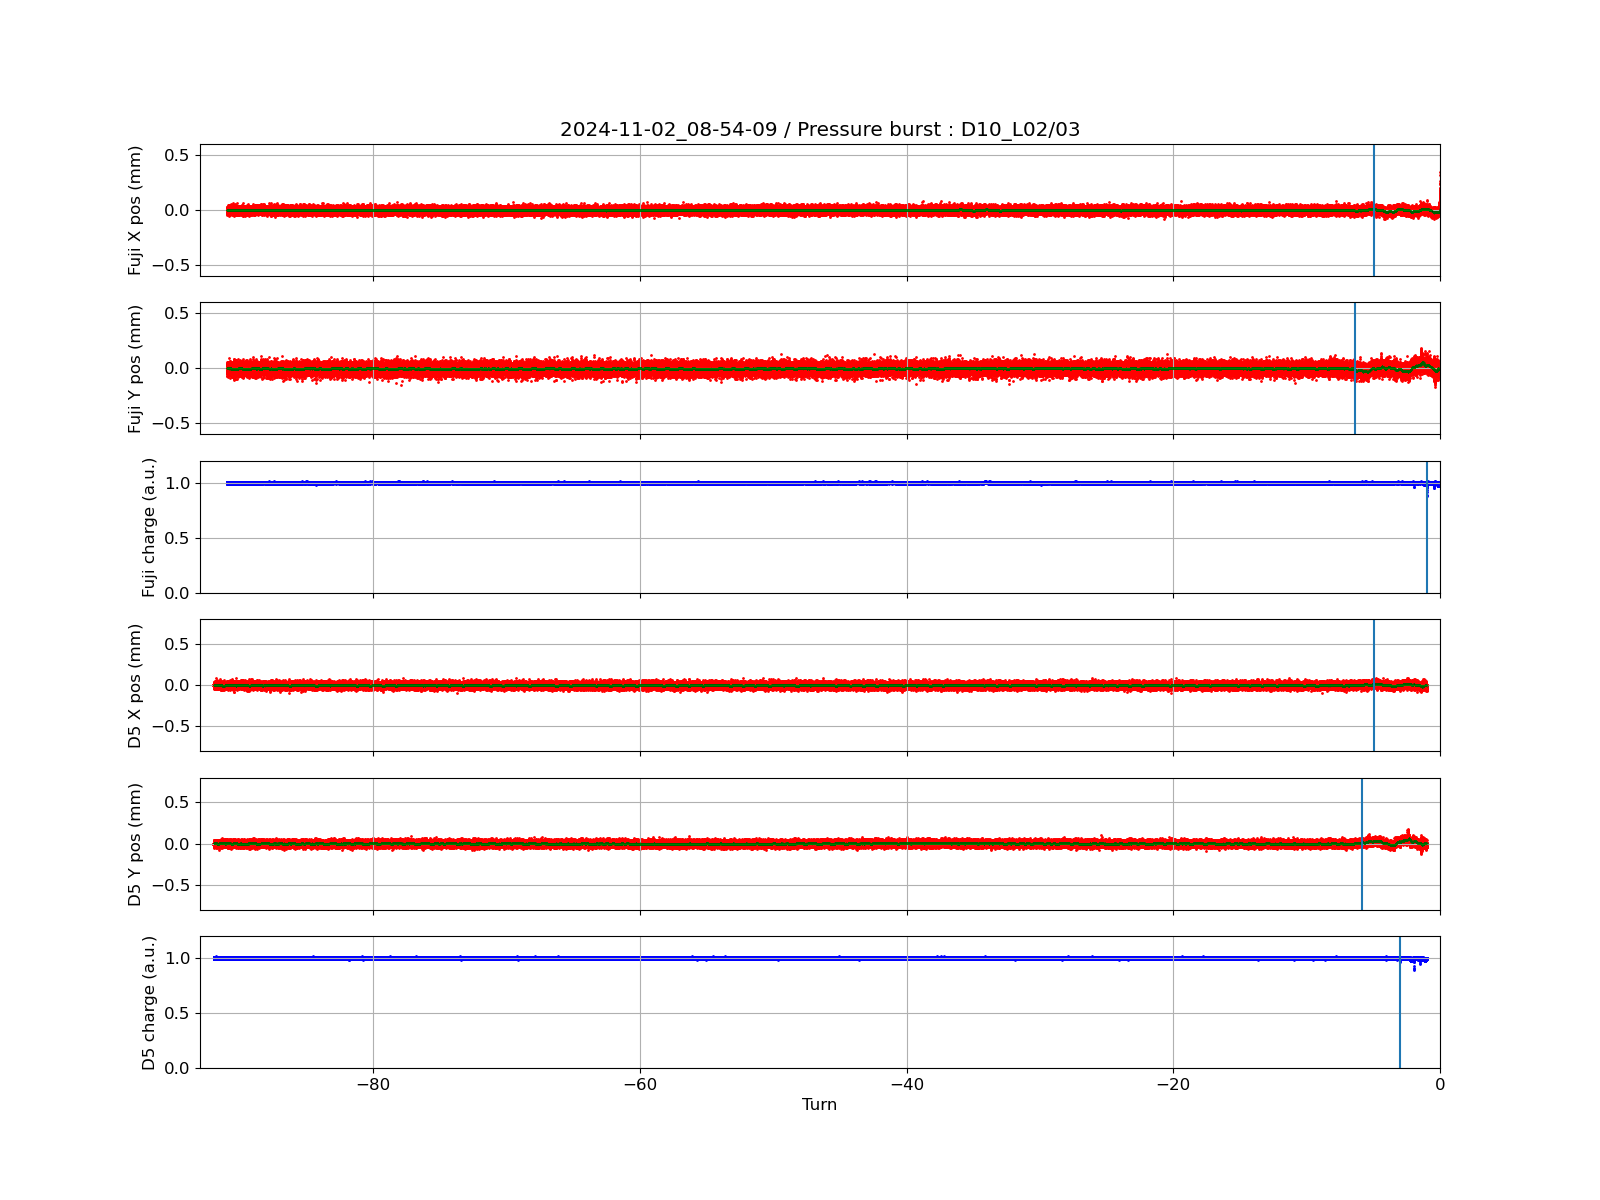 2024-11-02_08-54-09 / Pressure burst : D10_L02/03
Fuji X pos (mm)
0.5
0.0
−0.5
Fuji Y pos (mm)
0.5
0.0
−0.5
Fuji charge (a.u.)
1.0
0.5
0.0
D5 X pos (mm)
0.5
0.0
−0.5
D5 Y pos (mm)
0.5
0.0
−0.5
D5 charge (a.u.)
1.0
0.5
0.0
−80 −60 −40 −20 0
Turn